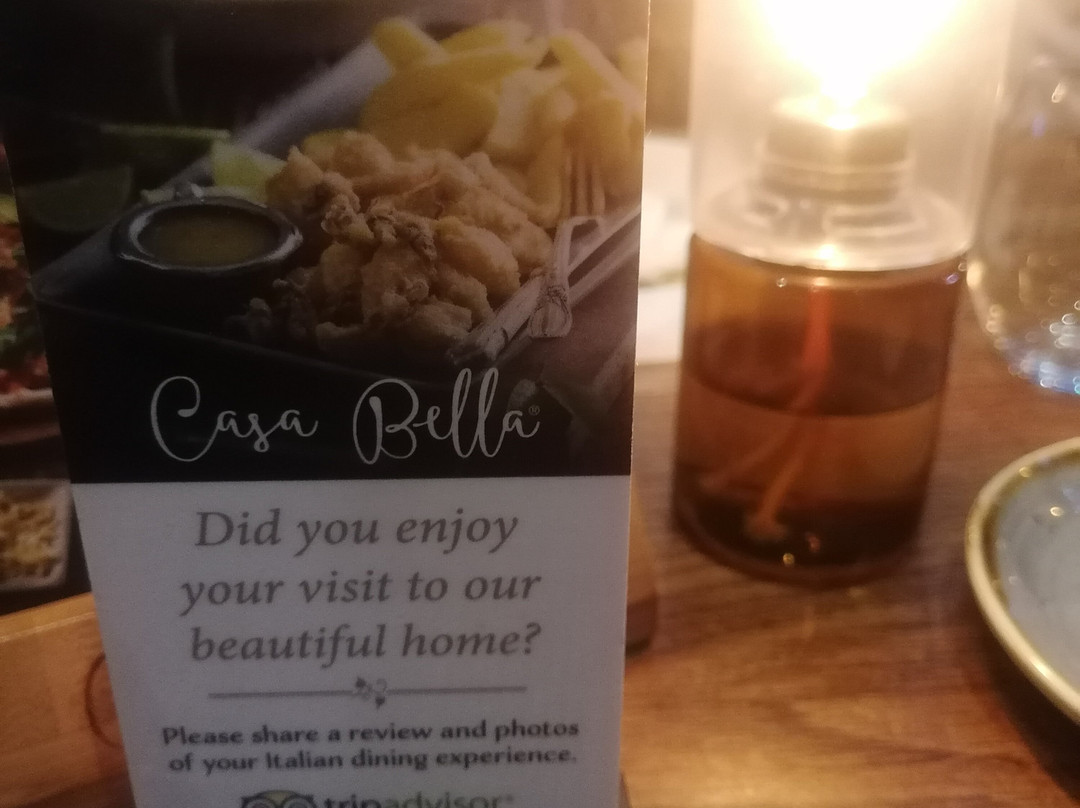 Casa Bella®
Did you enjoy
your visit to our
beautiful home?
Please share a review and photos
of your Italian dining experience.
tripadvisor®